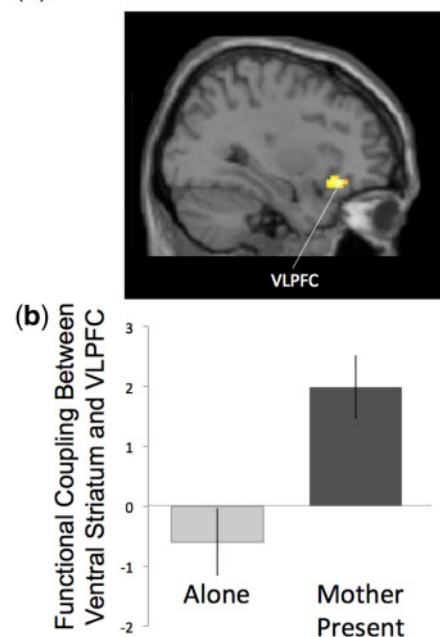 VLPFC
(b)
Functional Coupling Between
Ventral Striatum and VLPFC
3
2
1
0
-1
-2
Alone
Mother
Present